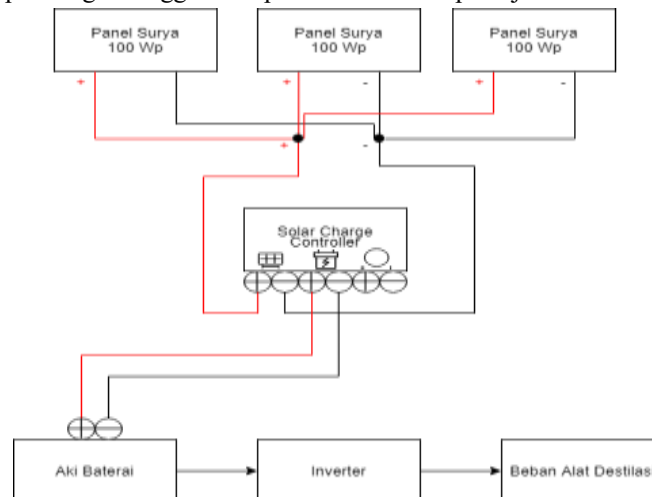 Panel Surya
100 Wp
Panel Surya
100 Wp
Panel Surya
100 Wp
+
+
-
+
-
+
-
Solar Charge
Controller
Aki Baterai
Inverter
Beban Alat Destilasi